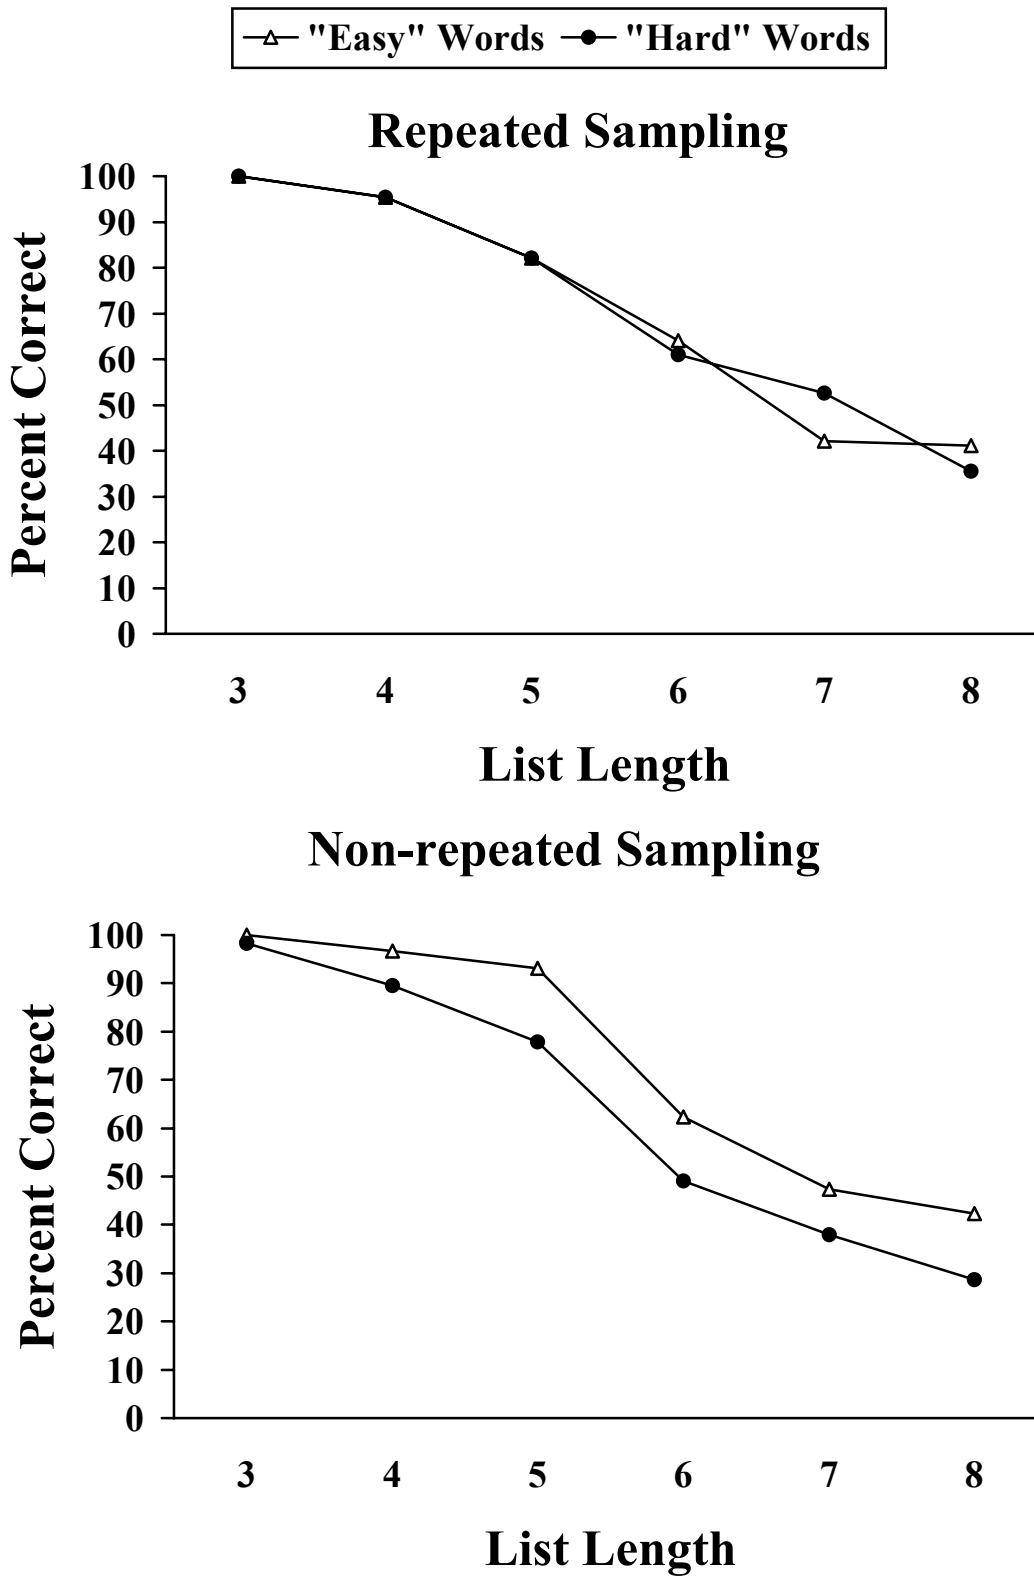 "Easy" Words "Hard" Words
Repeated Sampling
100
90
80
70
60
50
40
30
20
10
0
Percent Correct
3 4 5 6 7 8
List Length
Non-repeated Sampling
100
90
80
70
60
50
40
30
20
10
0
Percent Correct
3 4 5 6 7 8
List Length